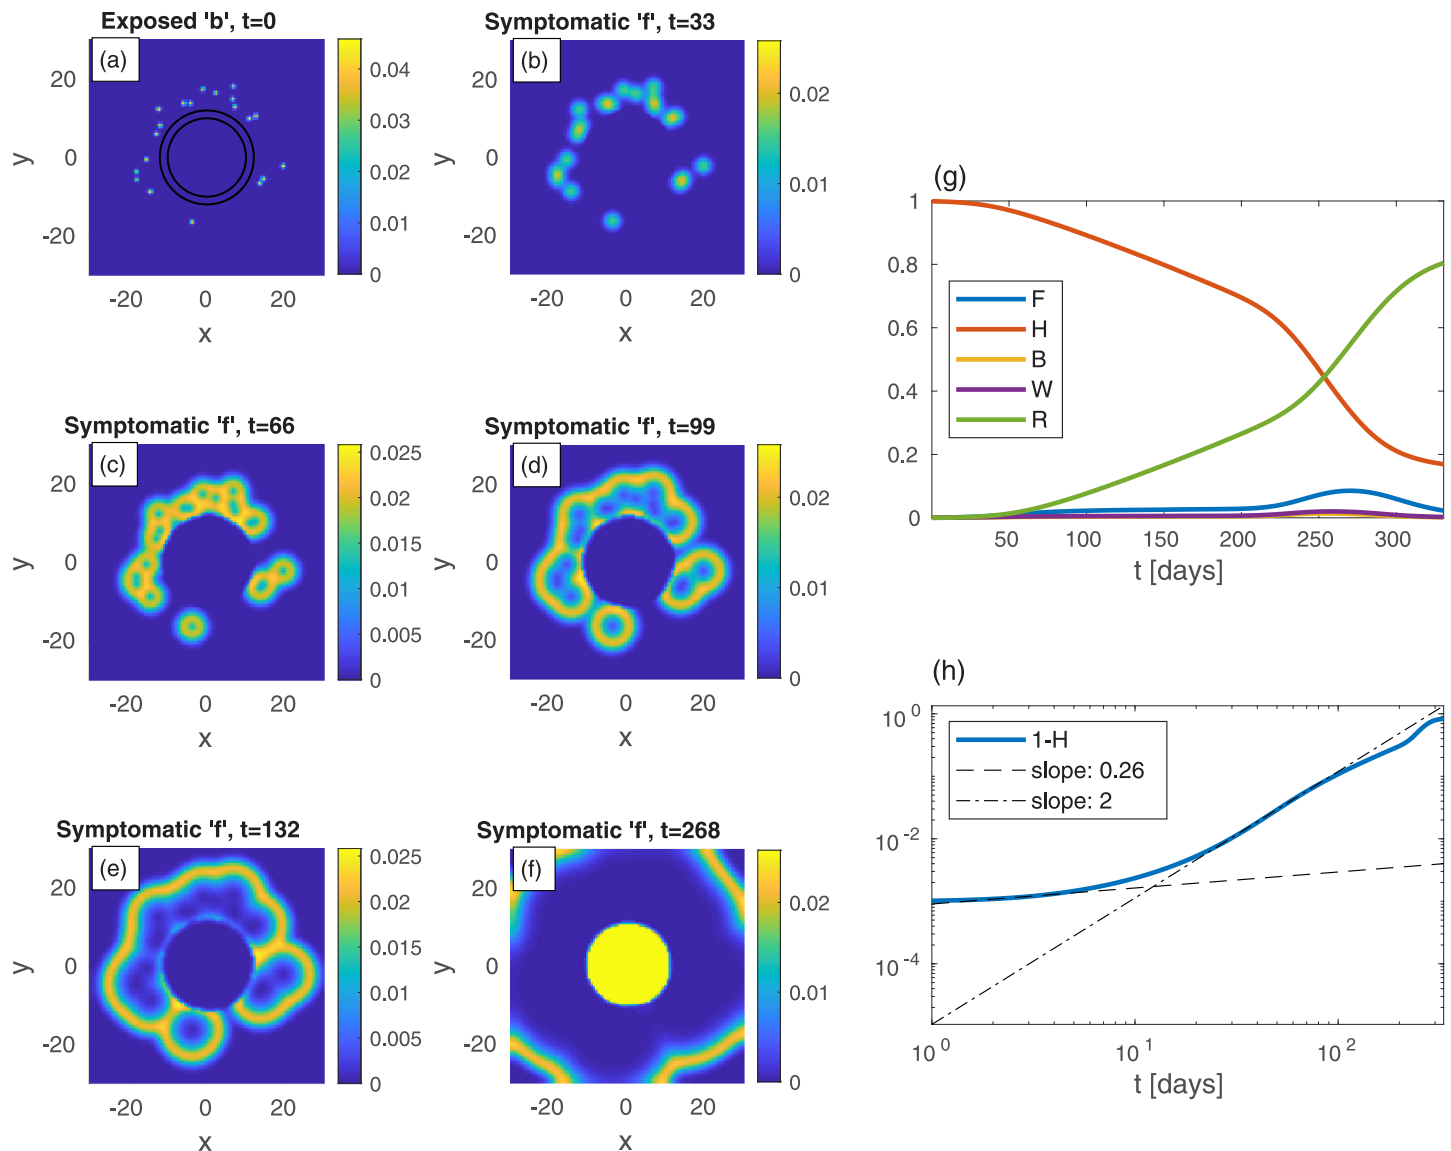 Exposed 'b', t=0
(a)
20
0
-20
y
-20 0 20
x
0.04
0.03
0.02
0.01
0
Symptomatic 'f', t=33
(b)
20
0
-20
y
-20 0 20
x
0.02
0.01
0
Symptomatic 'f', t=66
(c)
20
0
-20
y
-20 0 20
x
0.025
0.02
0.015
0.01
0.005
0
Symptomatic 'f', t=99
(d)
20
0
-20
y
-20 0 20
x
0.02
0.01
0
Symptomatic 'f', t=132
(e)
20
0
-20
y
-20 0 20
x
0.025
0.02
0.015
0.01
0.005
0
Symptomatic 'f', t=268
(f)
20
0
-20
y
-20 0 20
x
0.02
0.01
0
(g)
1
0.8
0.6
0.4
0.2
0
F
H
B
W
R
50 100 150 200 250 300
t [days]
(h)
10^0
10^-2
10^-4
1-H
slope: 0.26
slope: 2
10^0 10^1 10^2
t [days]